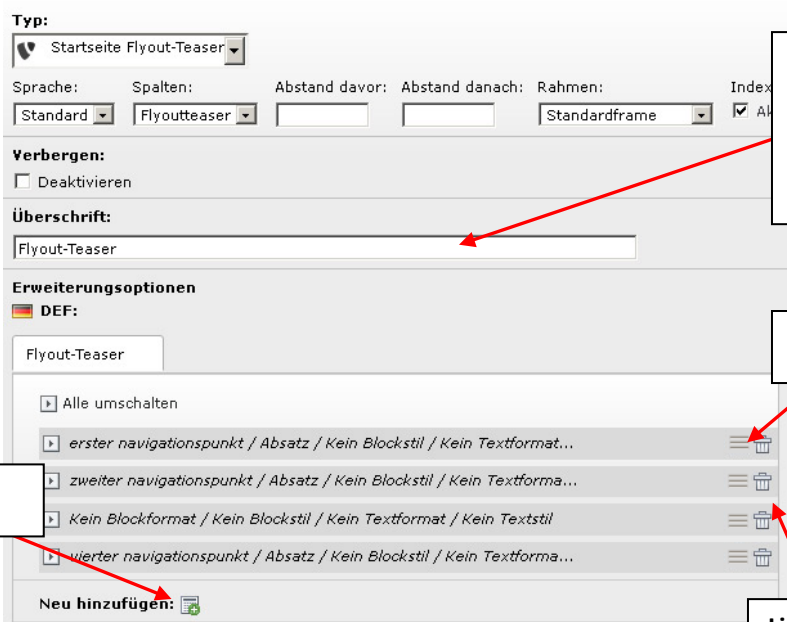 Typ:
Startseite Flyout-Teaser
Sprache: Spalten: Abstand davor: Abstand danach: Rahmen: Index
Standard Flyoutteaser Standardframe Ak
Verbergen:
Deaktivieren
Überschrift:
Flyout-Teaser
Erweiterungsoptionen
DEF:
Flyout-Teaser
Alle umschalten
erster navigationspunkt / Absatz / Kein Blockstil / Kein Textformat...
zweiter navigationspunkt / Absatz / Kein Blockstil / Kein Textforma...
Kein Blockformat / Kein Blockstil / Kein Textformat / Kein Textstil
vierter navigationspunkt / Absatz / Kein Blockstil / Kein Textforma...
Neu hinzufügen: